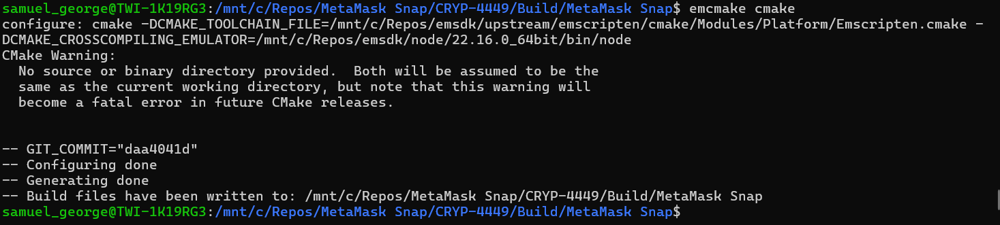 samuel_george@TWI-1K19RG3:/mnt/c/Repos/MetaMask Snap/CRYP-4449/Build/MetaMask Snap$ emcmake cmake
configure: cmake -DCMAKE_TOOLCHAIN_FILE=/mnt/c/Repos/emsdk/upstream/emscripten/cmake/Modules/Platform/Emscripten.cmake -
DCMAKE_CROSSCOMPILING_EMULATOR=/mnt/c/Repos/emsdk/node/22.16.0_64bit/bin/node
CMake Warning:
  No source or binary directory provided.  Both will be assumed to be the
  same as the current working directory, but note that this warning will
  become a fatal error in future CMake releases.
-- GIT_COMMIT="daa4041d"
-- Configuring done
-- Generating done
-- Build files have been written to: /mnt/c/Repos/MetaMask Snap/CRYP-4449/Build/MetaMask Snap
samuel_george@TWI-1K19RG3:/mnt/c/Repos/MetaMask Snap/CRYP-4449/Build/MetaMask Snap$